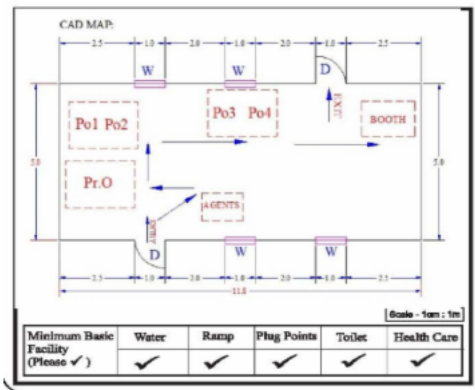 CAD MAP:
2.5 1.0 2.0 1.0 2.0 1.0 2.5
W W D
EXIT
Po1 Po2
Po3 Po4
BOOTH
5.0 5.0
Pr.O
AGENTS
ENTRY
D W W
2.5 1.0 2.0 1.0 2.0 1.0 2.5
Scale - 1cm : 1m
Minimum Basic Facility (Please ✓)
Water Ramp Plug Points Toilet Health Care
✓ ✓ ✓ ✓ ✓